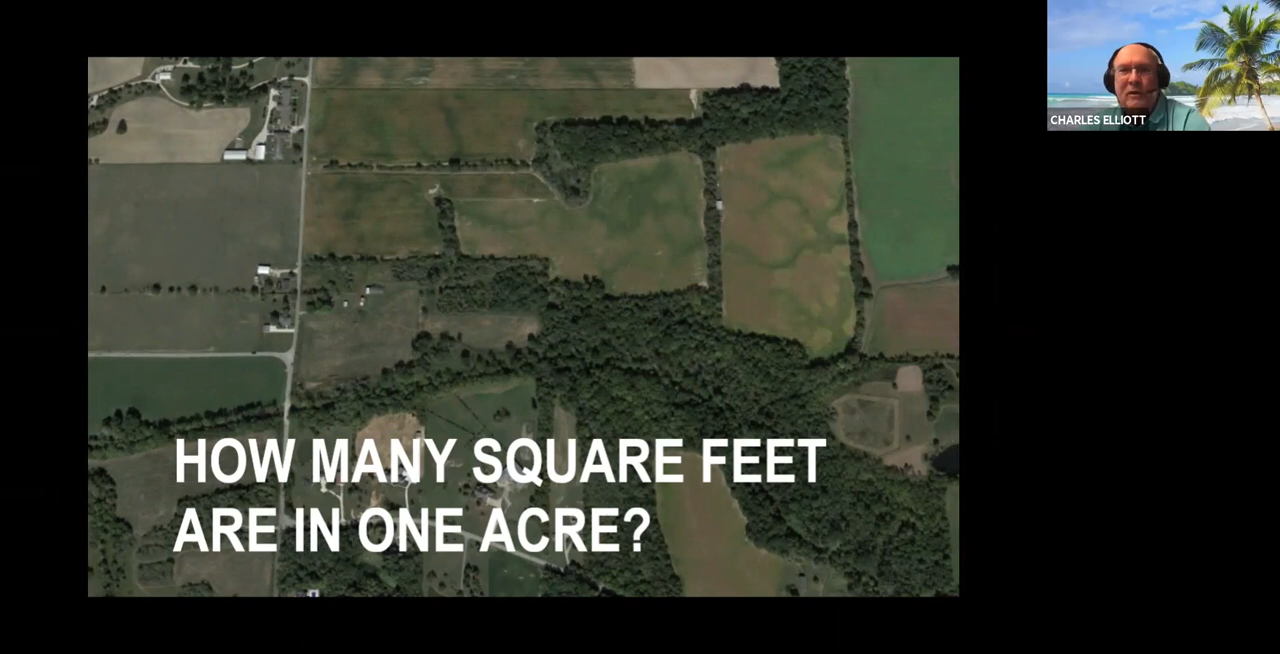 HOW MANY SQUARE FEET
ARE IN ONE ACRE?
CHARLES ELLIOTT